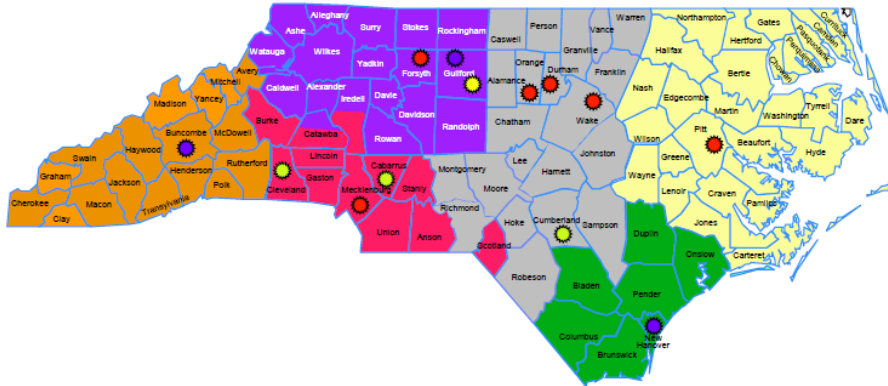 Alleghany
Ashe
Surry
Stokes
Rockingham
Caswell
Person
Granville
Vance
Warren
Northampton
Gates
Currituck
Camden
Pasquotank
Perquimans
Chowan
Hertford
Halifax
Watauga
Wilkes
Yadkin
Forsyth
Guilford
Alamance
Orange
Durham
Franklin
Nash
Bertie
Avery
Mitchell
Yancey
Madison
Caldwell
Alexander
Iredell
Davie
Davidson
Randolph
Chatham
Wake
Edgecombe
Martin
Washington
Tyrrell
Dare
Burke
McDowell
Buncombe
Haywood
Catawba
Rowan
Lincoln
Wilson
Pitt
Beaufort
Hyde
Johnston
Greene
Wayne
Lenoir
Craven
Pamlico
Swain
Graham
Jackson
Henderson
Rutherford
Polk
Cleveland
Gaston
Mecklenburg
Cabarrus
Stanly
Montgomery
Moore
Lee
Harnett
Cherokee
Clay
Macon
Transylvania
Union
Anson
Richmond
Scotland
Hoke
Cumberland
Sampson
Duplin
Jones
Carteret
Onslow
Robeson
Bladen
Pender
Columbus
Brunswick
New
Hanover